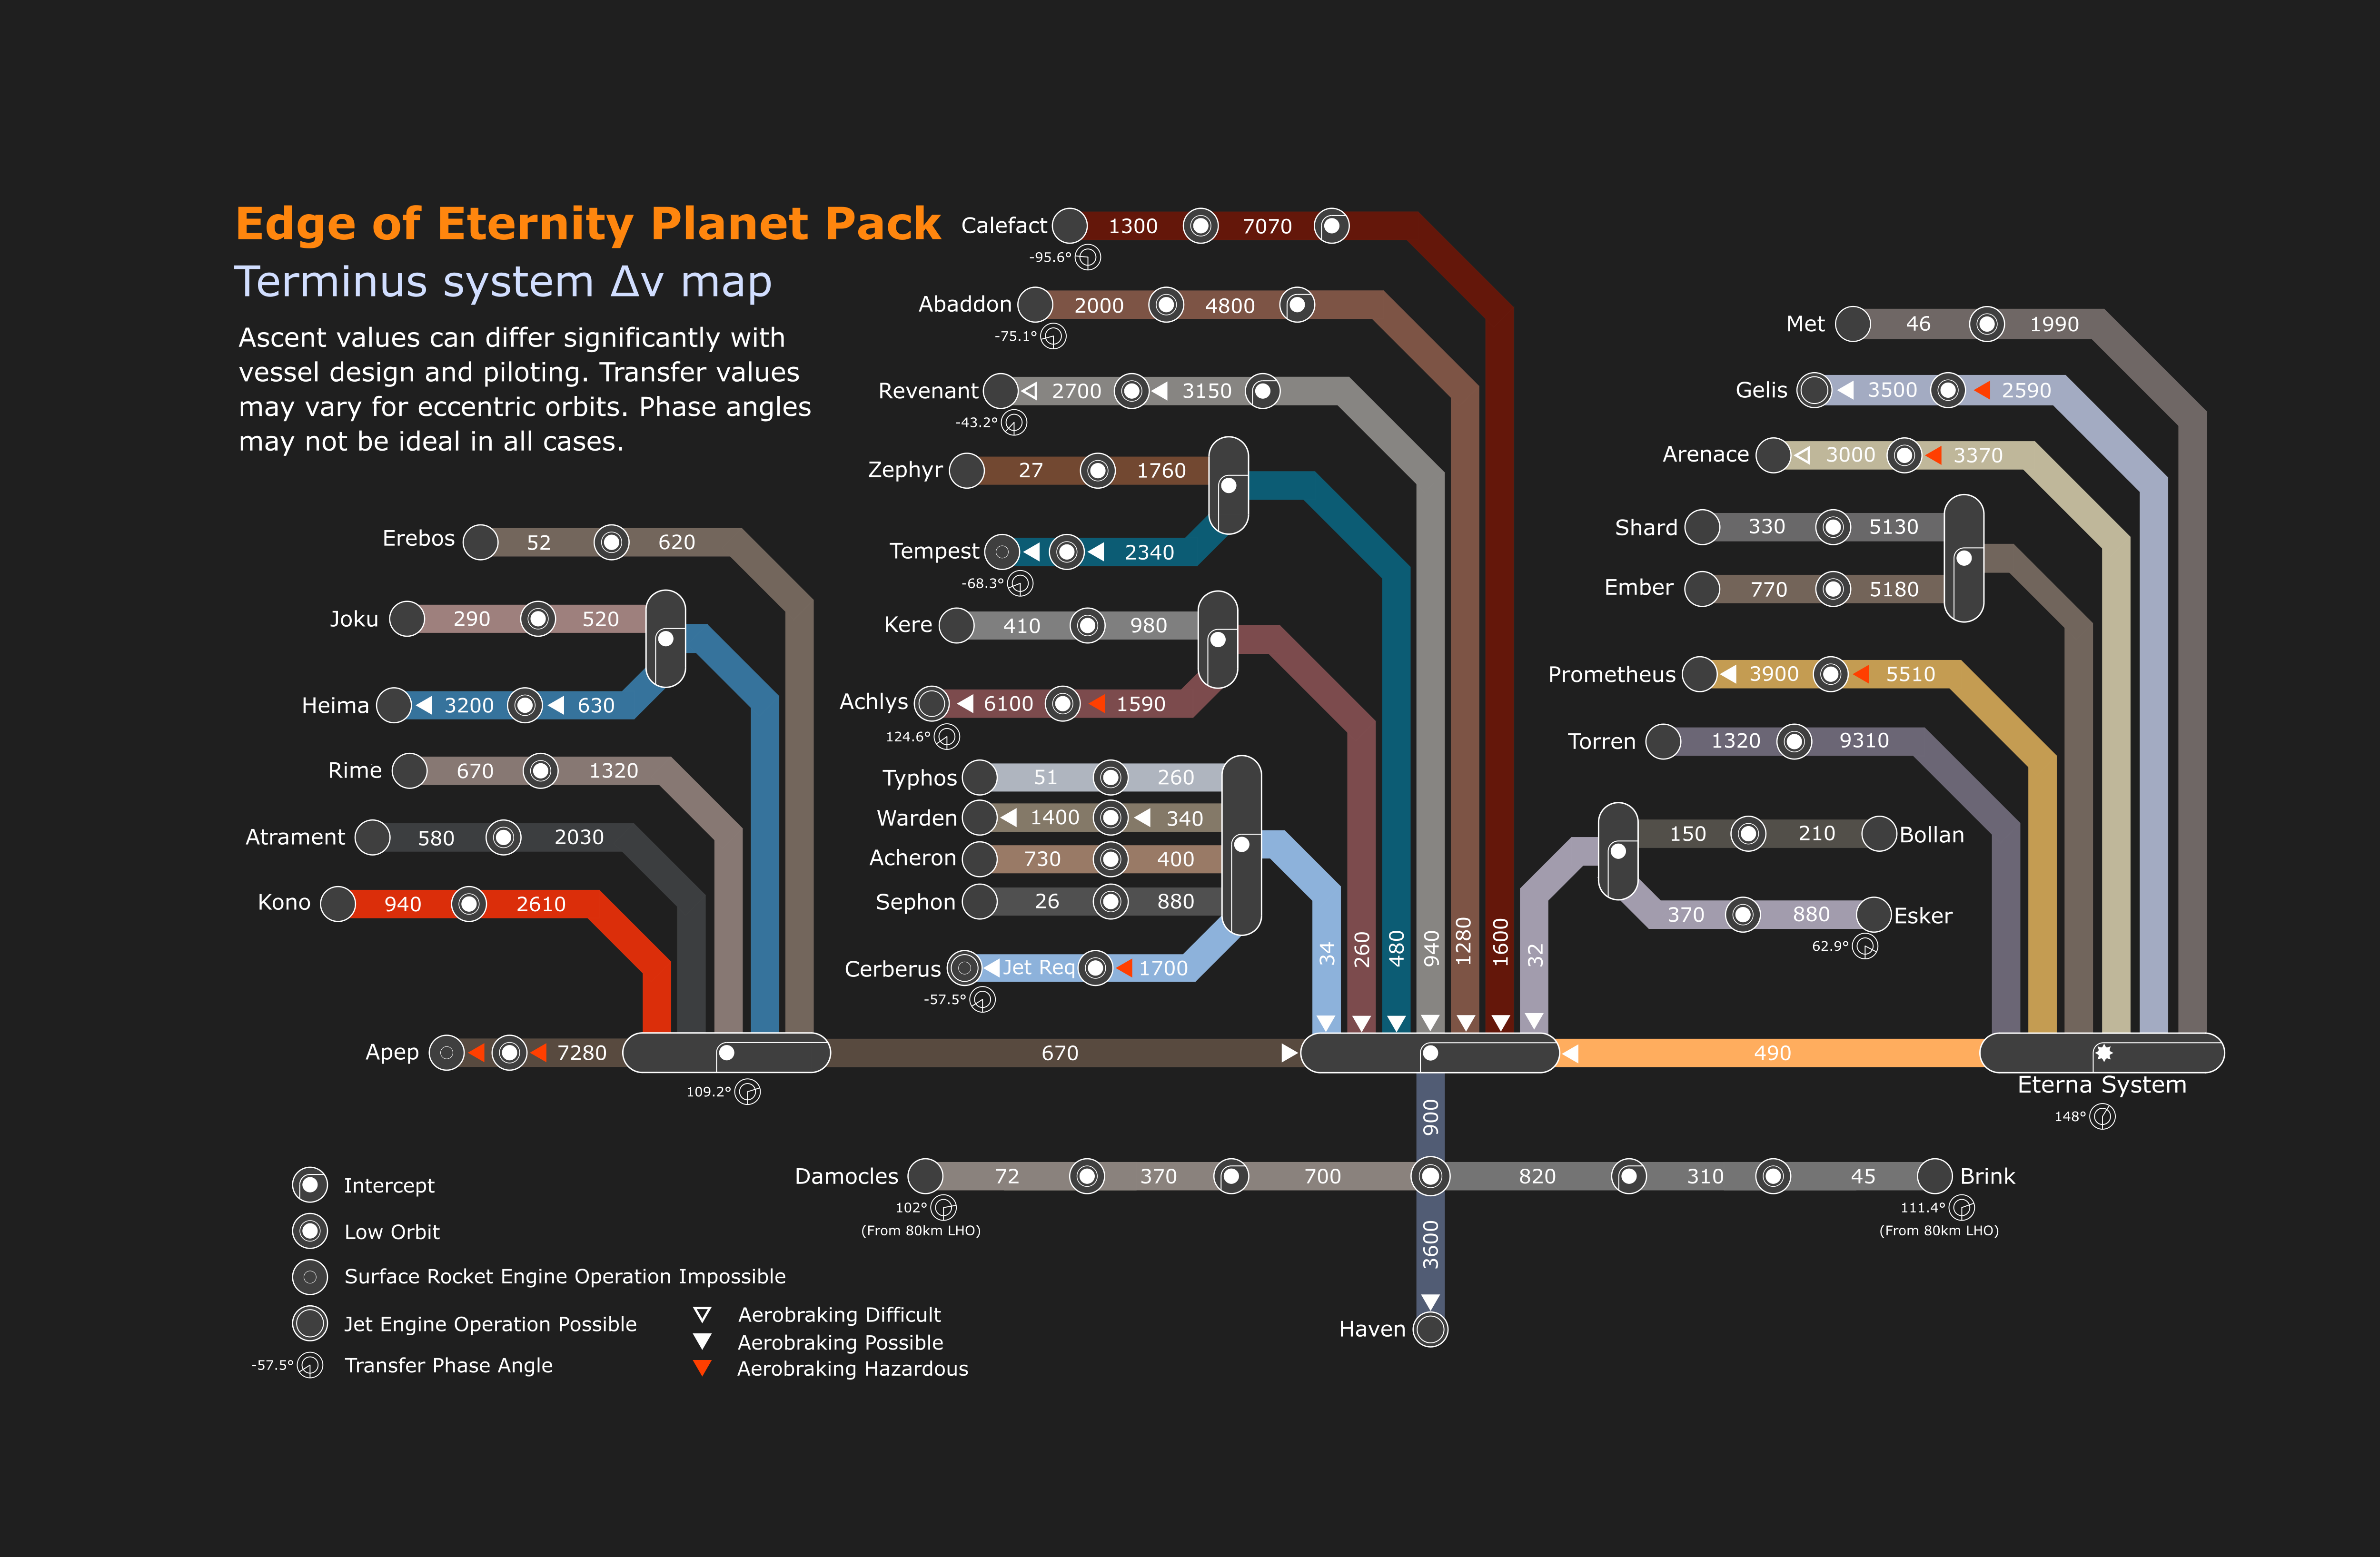 Edge of Eternity Planet Pack
Terminus system Δv map
Ascent values can differ significantly with
vessel design and piloting. Transfer values
may vary for eccentric orbits. Phase angles
may not be ideal in all cases.
Erebos 52 620
Joku 290 520
Heima 3200 630
Rime 670 1320
Atrament 580 2030
Kono 940 2610
Apep 7280
109.2°
670
Calefact 1300 7070
-95.6°
Abaddon 2000 4800
-75.1°
Revenant 2700 3150
-43.2°
Zephyr 27 1760
Tempest 2340
-68.3°
Kere 410 980
Achlys 6100 1590
124.6°
Typhos 51 260
Warden 1400 340
Acheron 730 400
Sephon 26 880
Cerberus Jet Req 1700
-57.5°
34
260
480
940
1280
1600
32
Met 46 1990
Gelis 3500 2590
Arenace 3000 3370
Shard 330 5130
Ember 770 5180
Prometheus 3900 5510
Torren 1320 9310
150 210 Bollan
370 880 Esker
62.9°
490
Eterna System
148°
900
Damocles 72 370 700 820 310 45 Brink
102°
(From 80km LHO)
111.4°
(From 80km LHO)
3600
Haven
Intercept
Low Orbit
Surface Rocket Engine Operation Impossible
Jet Engine Operation Possible
-57.5° Transfer Phase Angle
Aerobraking Difficult
Aerobraking Possible
Aerobraking Hazardous